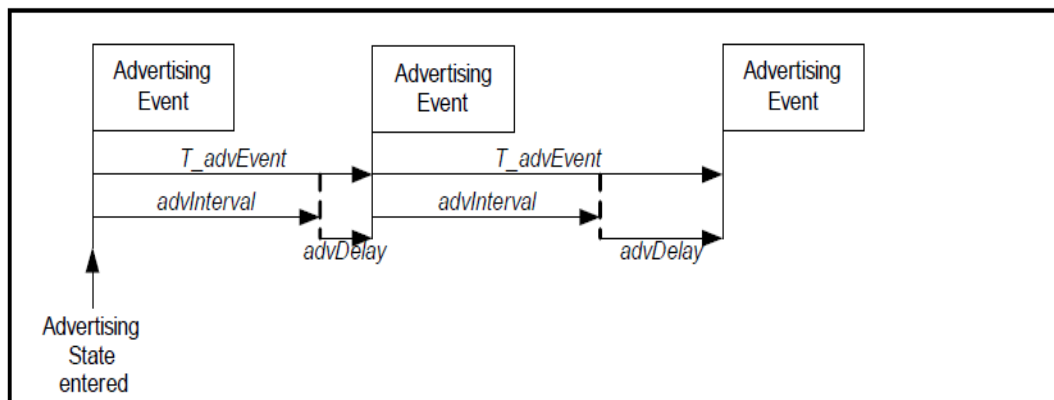 Advertising
Event
Advertising
Event
Advertising
Event
T_advEvent
T_advEvent
advInterval
advInterval
advDelay
advDelay
Advertising
State
entered